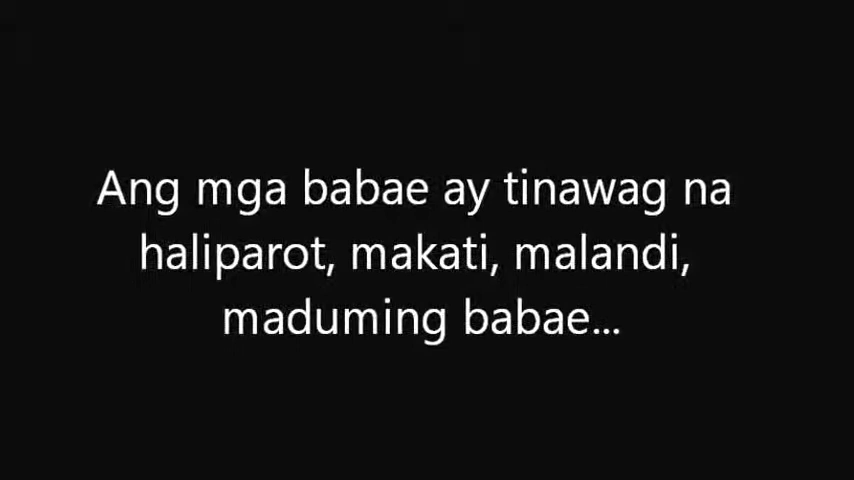 Ang mga babae ay tinawag na
haliparot, makati, malandi,
maduming babae...